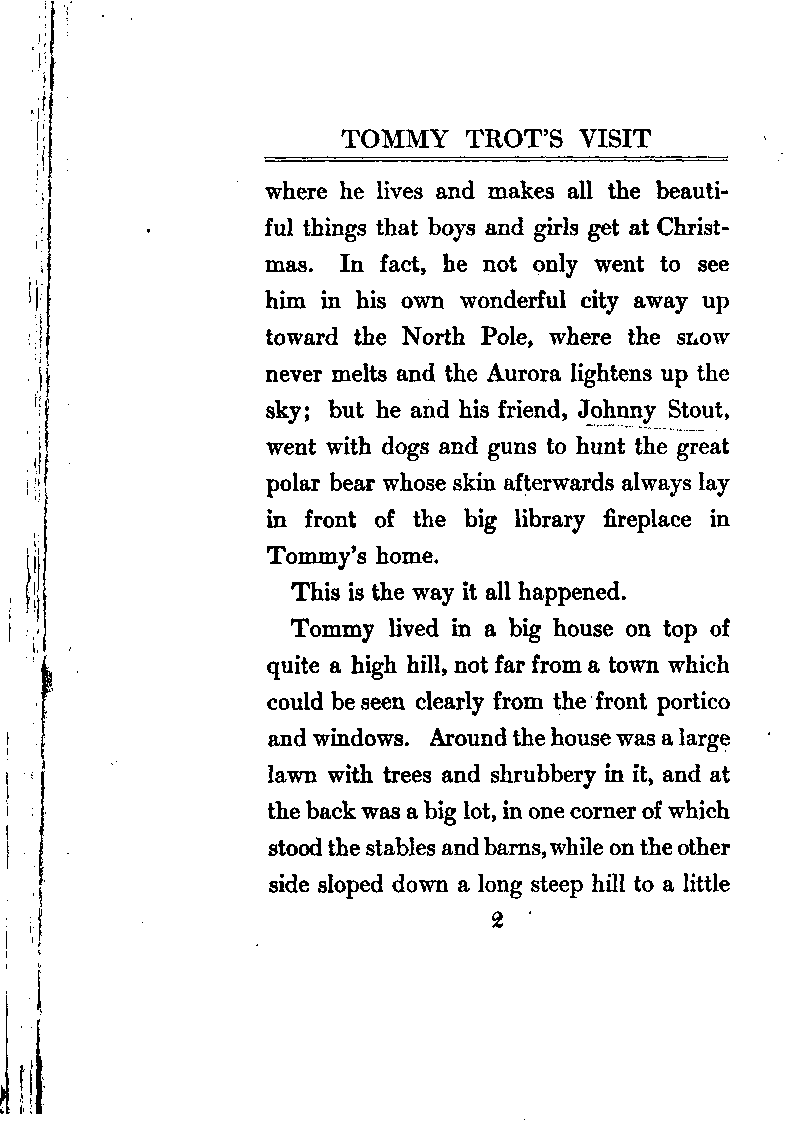 TOMMY TROT'S VISIT
where he lives and makes all the beauti-
ful things that boys and girls get at Christ-
mas. In fact, he not only went to see
him in his own wonderful city away up
toward the North Pole, where the snow
never melts and the Aurora lightens up the
sky; but he and his friend, Johnny Stout,
went with dogs and guns to hunt the great
polar bear whose skin afterwards always lay
in front of the big library fireplace in
Tommy's home.
This is the way it all happened.
Tommy lived in a big house on top of
quite a high hill, not far from a town which
could be seen clearly from the front portico
and windows. Around the house was a large
lawn with trees and shrubbery in it, and at
the back was a big lot, in one corner of which
stood the stables and barns, while on the other
side sloped down a long steep hill to a little
2